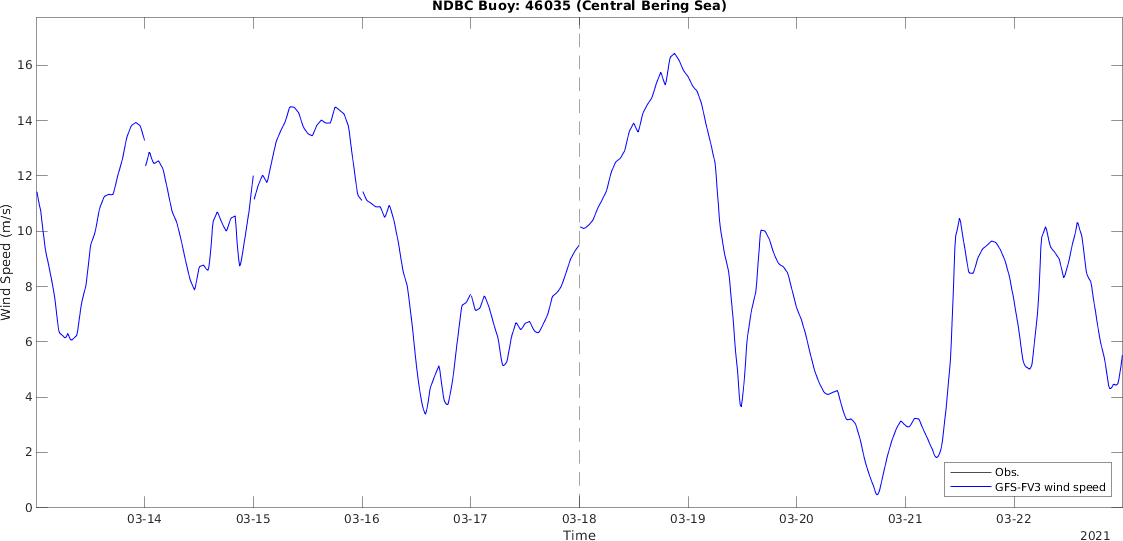 NDBC Buoy: 46035 (Central Bering Sea)
Wind Speed (m/s)
16
14
12
10
8
6
4
2
0
03-14 03-15 03-16 03-17 03-18 03-19 03-20 03-21 03-22
Time
2021
Obs.
GFS-FV3 wind speed